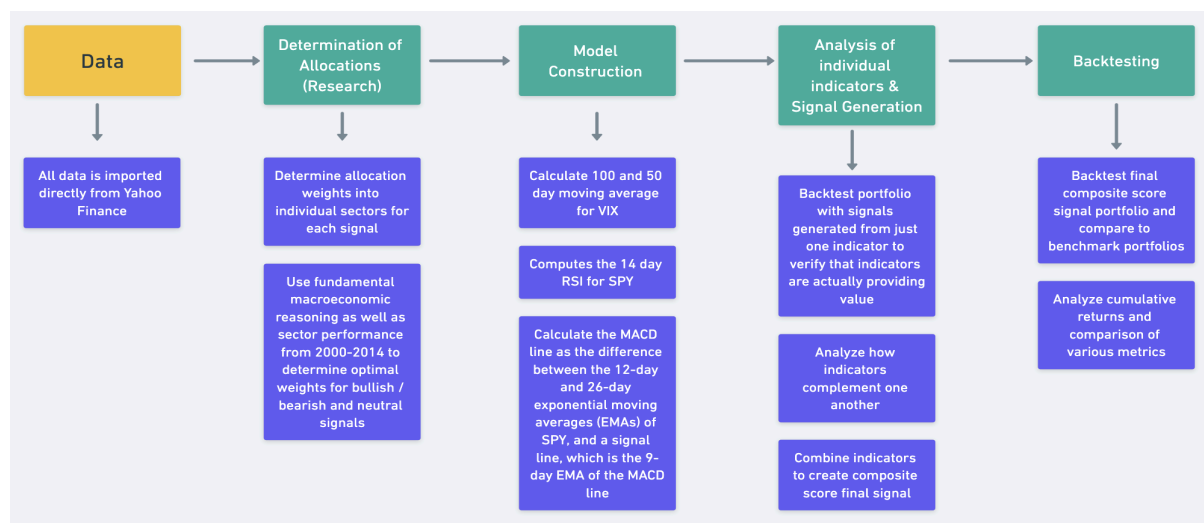 Data
All data is imported
directly from Yahoo
Finance
Determination of
Allocations
(Research)
Determine allocation
weights into
individual sectors for
each signal
Use fundamental
macroeconomic
reasoning as well as
sector performance
from 2000-2014 to
determine optimal
weights for bullish /
bearish and neutral
signals
Model
Construction
Calculate 100 and 50
day moving average
for VIX
Computes the 14 day
RSI for SPY
Calculate the MACD
line as the difference
between the 12-day
and 26-day
exponential moving
averages (EMAs) of
SPY, and a signal
line, which is the 9-
day EMA of the MACD
line
Analysis of
individual
indicators &
Signal Generation
Backtest portfolio
with signals
generated from just
one indicator to
verify that indicators
are actually providing
value
Analyze how
indicators
complement one
another
Combine indicators
to create composite
score final signal
Backtesting
Backtest final
composite score
signal portfolio and
compare to
benchmark portfolios
Analyze cumulative
returns and
comparison of
various metrics